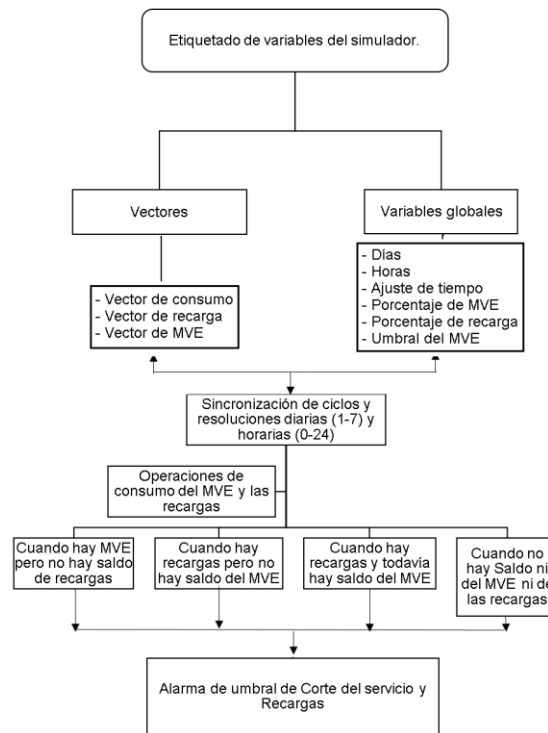 Etiquetado de variables del simulador.
Vectores
Variables globales
- Vector de consumo
- Vector de recarga
- Vector de MVE
- Días
- Horas
- Ajuste de tiempo
- Porcentaje de MVE
- Porcentaje de recarga
- Umbral del MVE
Sincronización de ciclos y
resoluciones diarias (1-7) y
horarias (0-24)
Operaciones de
consumo del MVE y las
recargas
Cuando hay MVE
pero no hay saldo
de recargas
Cuando hay
recargas pero no
hay saldo del MVE
Cuando hay
recargas y todavía
hay saldo del MVE
Cuando no
hay Saldo ni
del MVE ni de
las recargas
Alarma de umbral de Corte del servicio y
Recargas